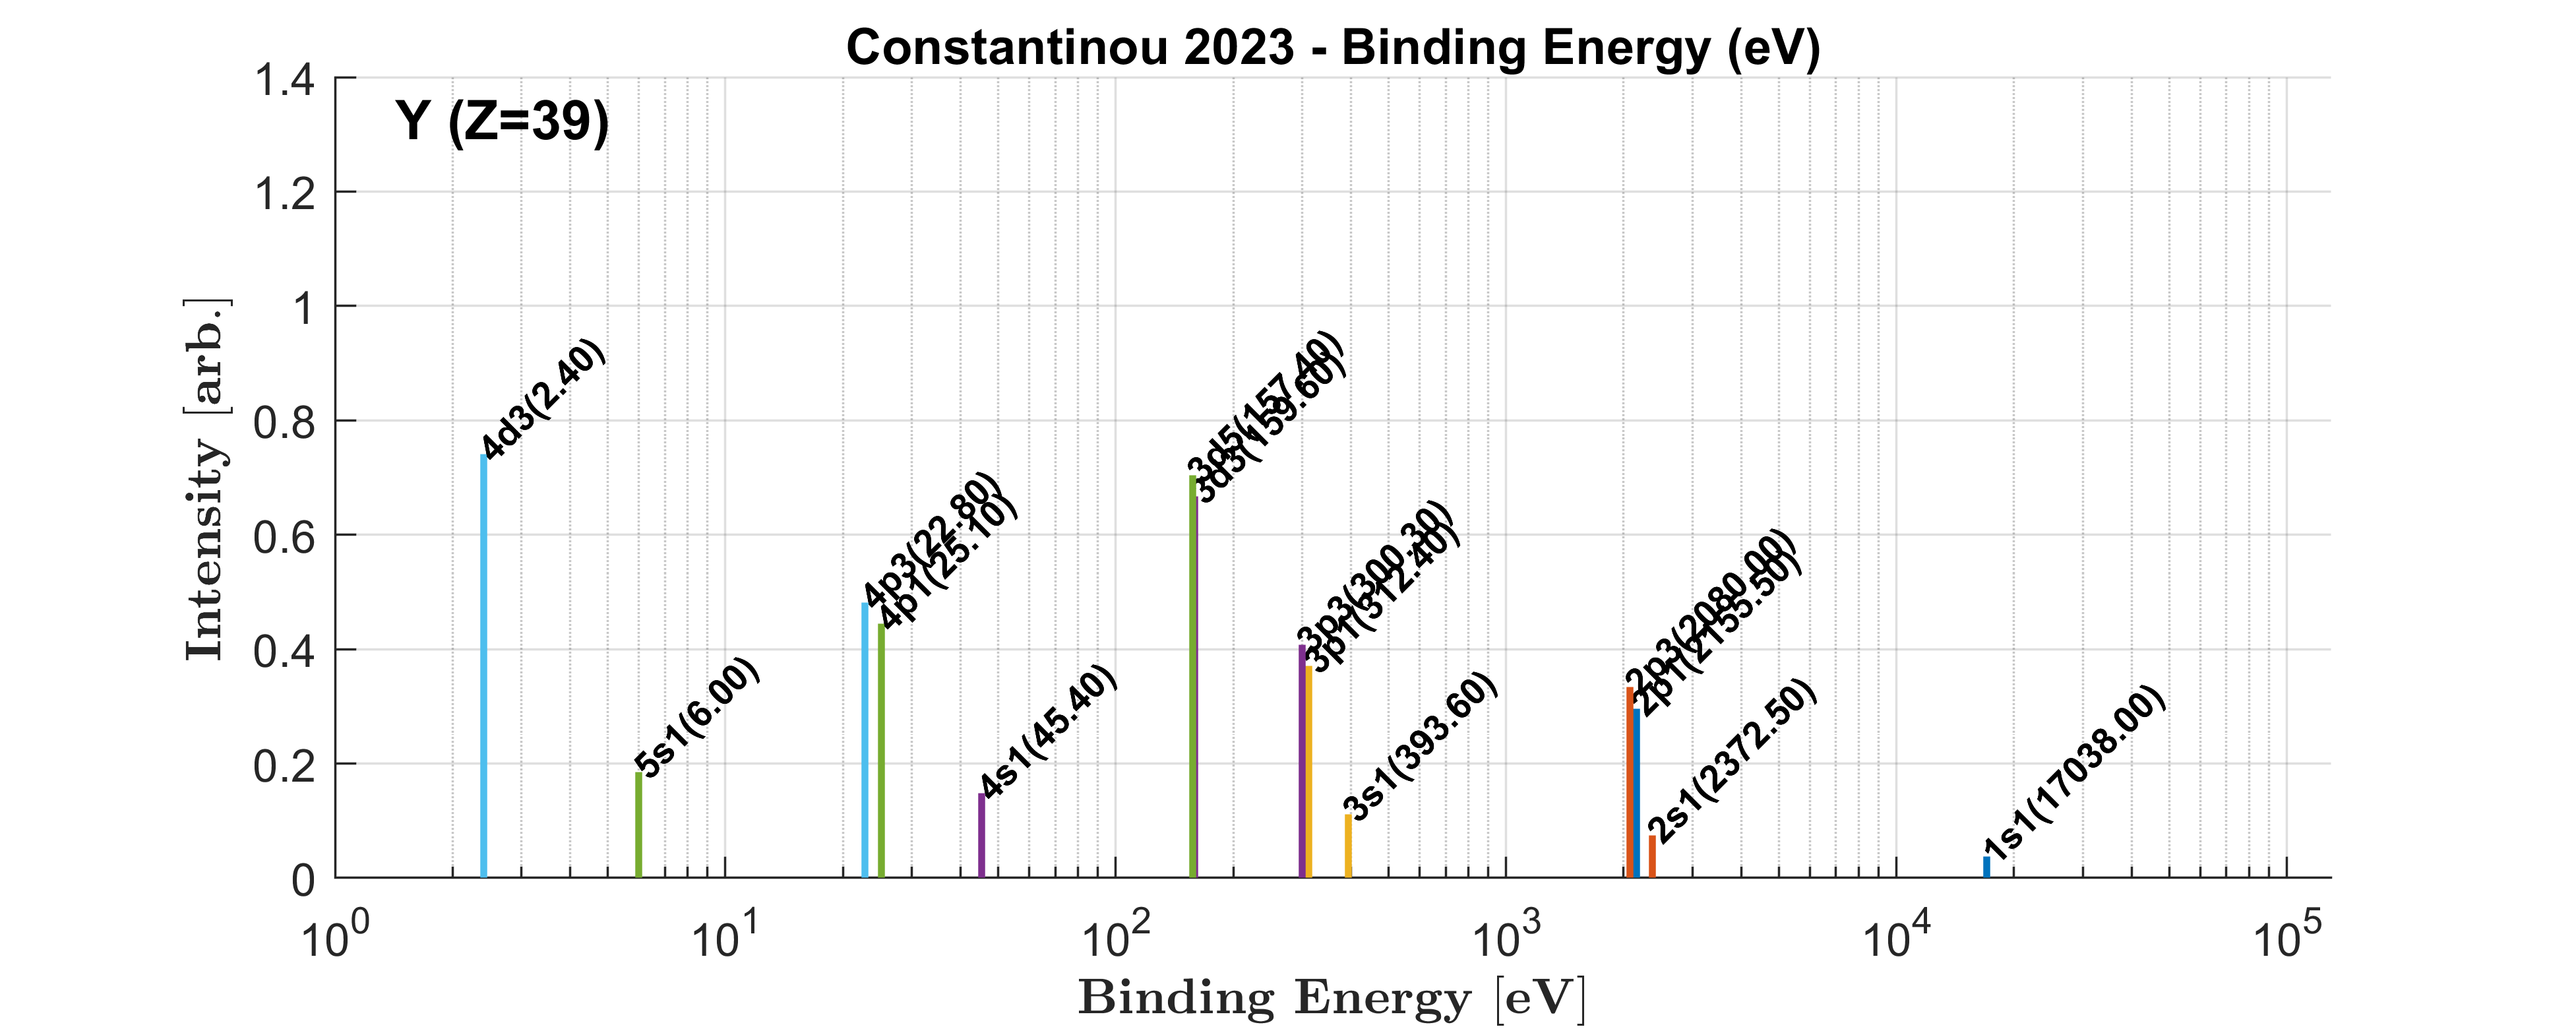 Constantinou 2023 - Binding Energy (eV)
Y (Z=39)
1.4
1.2
1
0.8
0.6
0.4
0.2
0
Intensity [arb.]
4d3(2.40)
5s1(6.00)
4p3(22.80)
4p1(25.10)
4s1(45.40)
3d5(157.40)
3d3(159.60)
3p3(300.30)
3p1(312.40)
3s1(393.60)
2p3(2080.00)
2p1(2155.50)
2s1(2372.50)
1s1(17038.00)
10^0 10^1 10^2 10^3 10^4 10^5
Binding Energy [eV]